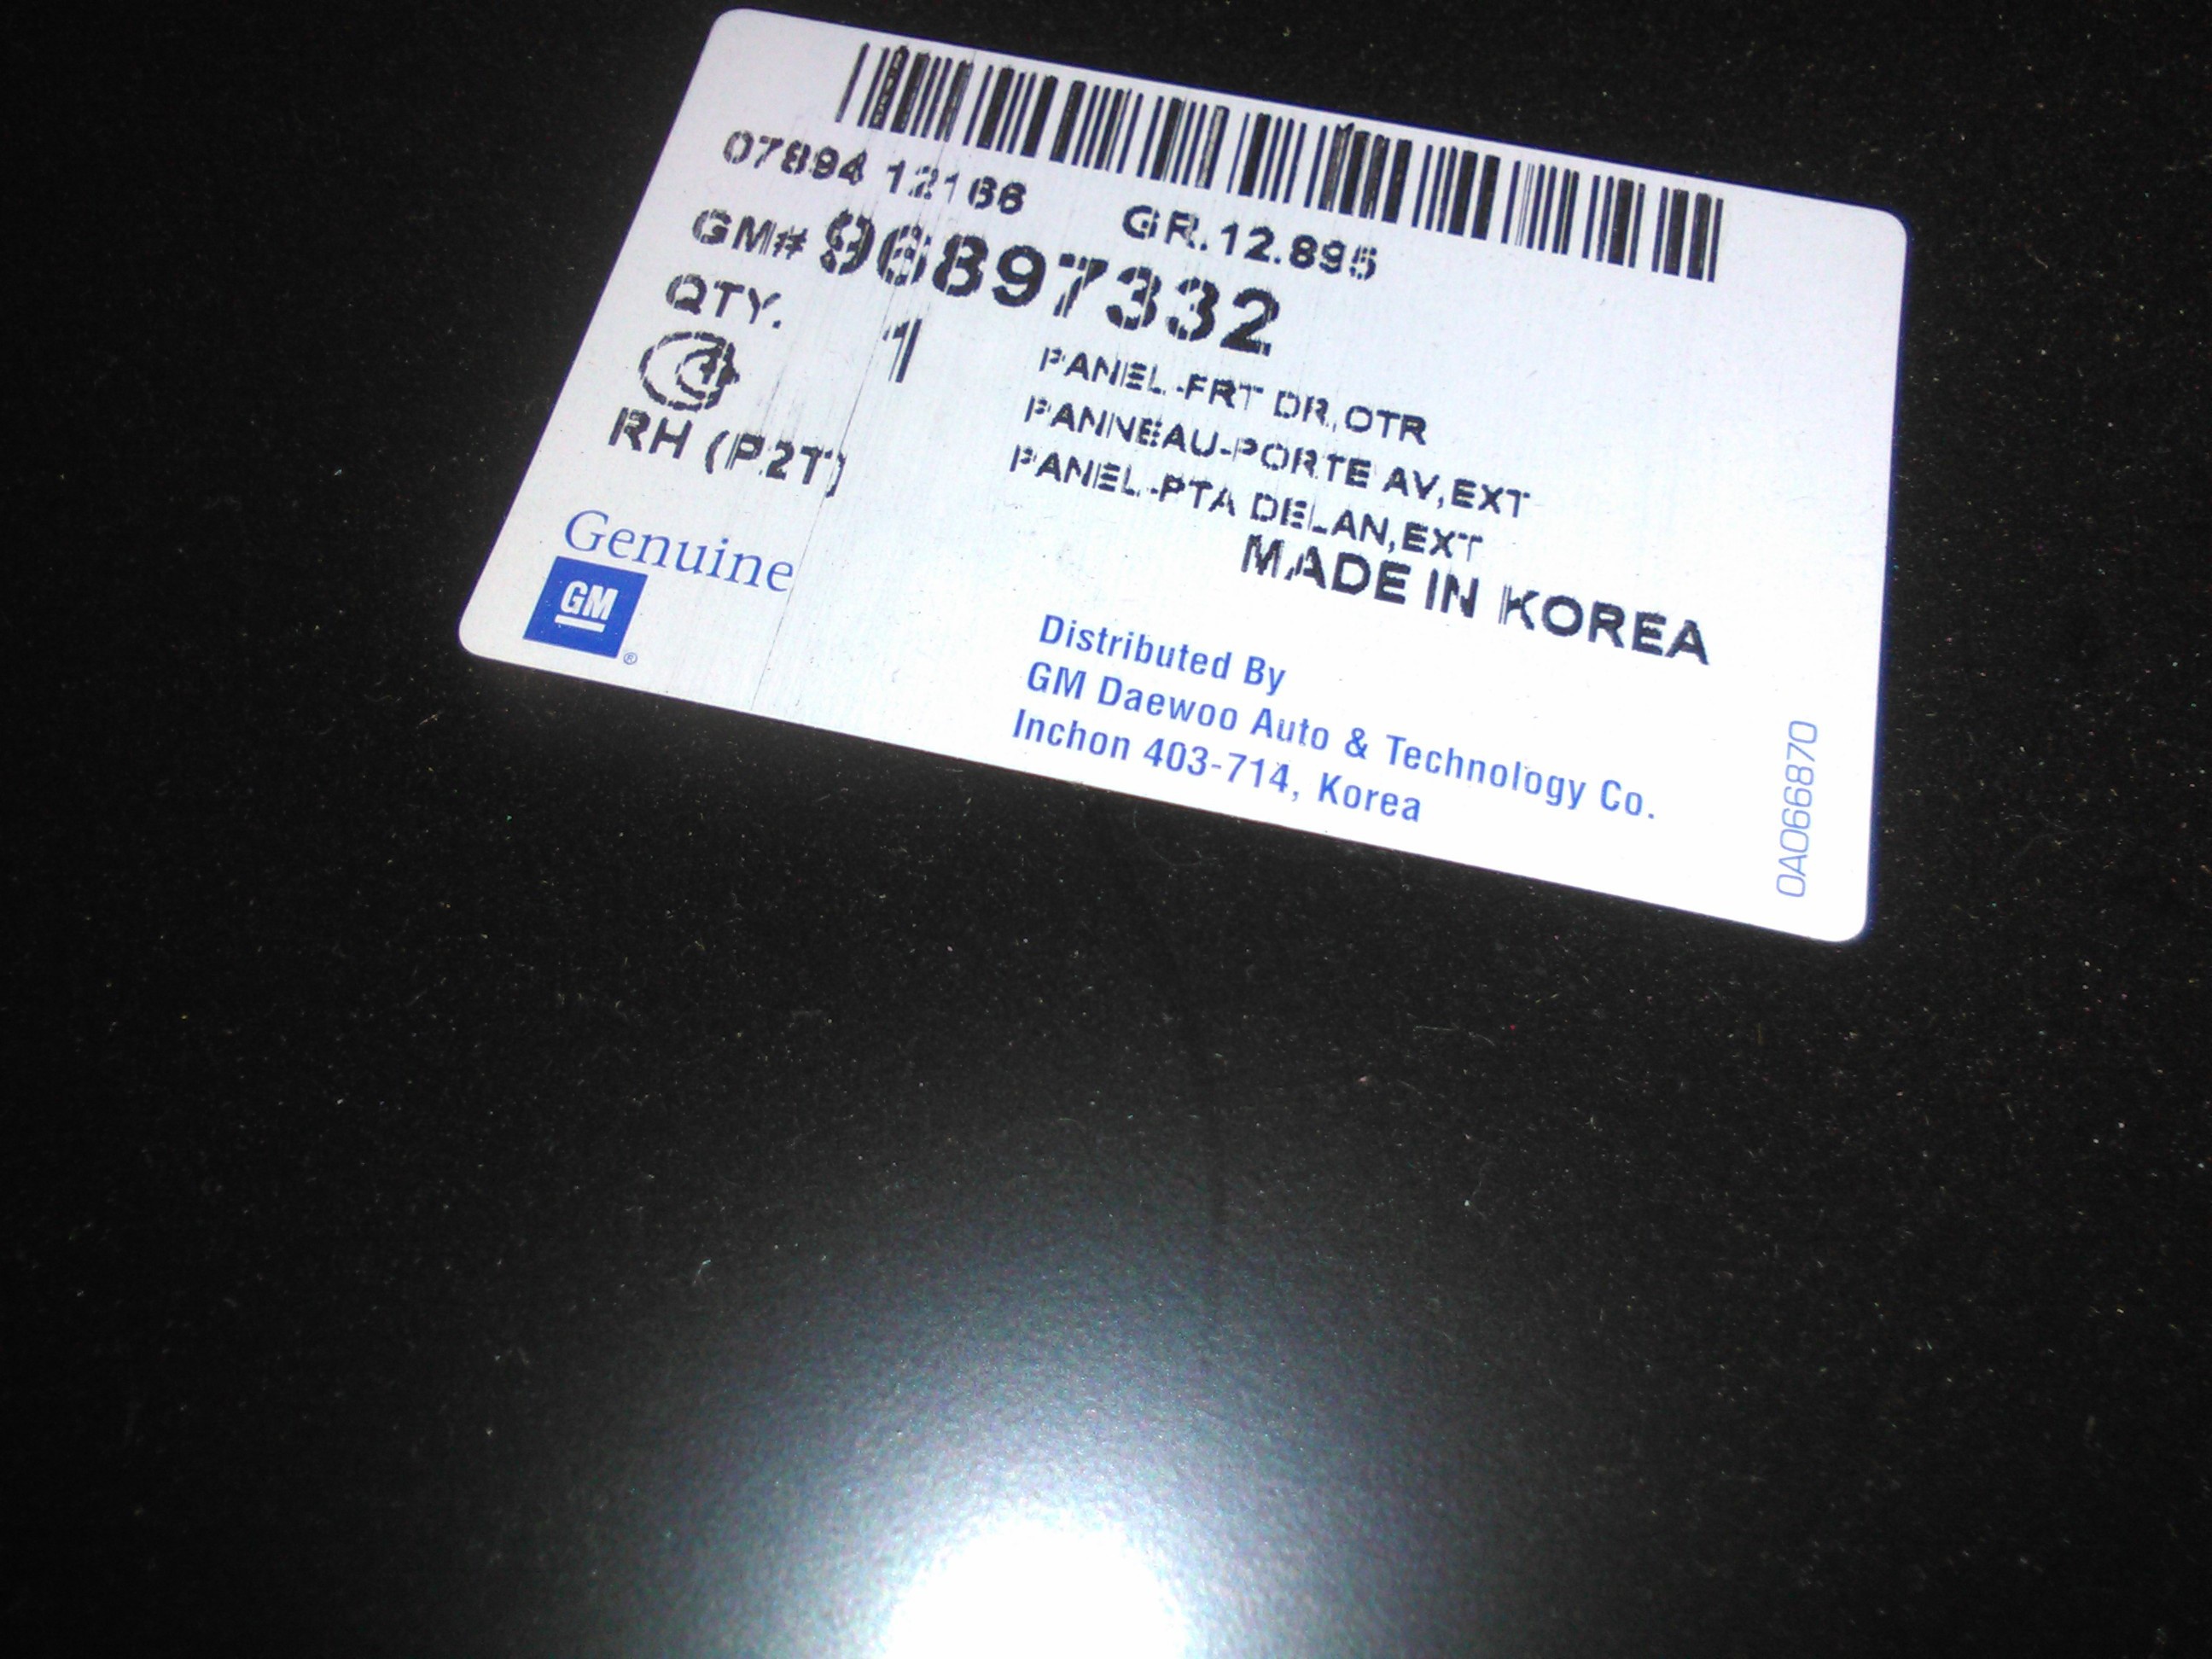 07894 12166 GR.12.895
GM# 96897332
QTY. 1
RH (P2T)
PANEL-FRT DR,OTR
PANNEAU-PORTE AV,EXT
PANEL-PTA DELAN,EXT
MADE IN KOREA
Genuine
GM ®
Distributed By
GM Daewoo Auto & Technology Co.
Inchon 403-714, Korea
0A066870